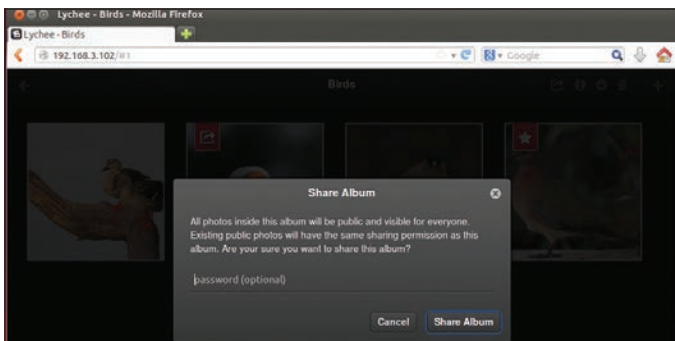 Lychee - Birds - Mozilla Firefox
Lychee - Birds
192.168.3.102/#1
Google
Birds
Share Album
All photos inside this album will be public and visible for everyone.
Existing public photos will have the same sharing permission as this
album. Are your sure you want to share this album?
password (optional)
Cancel
Share Album